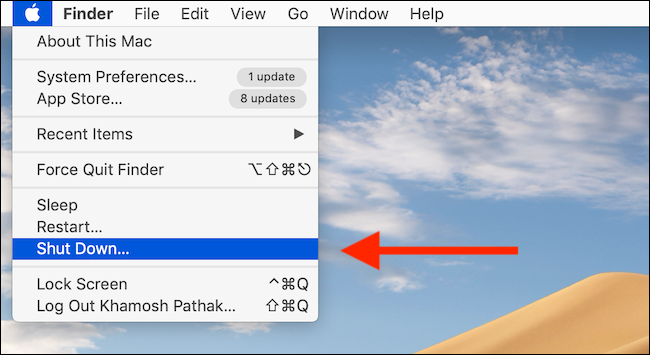 Finder File Edit View Go Window Help
About This Mac
System Preferences... 1 update
App Store... 8 updates
Recent Items ▶
Force Quit Finder ⌥⇧⌘⎋
Sleep
Restart...
Shut Down...
Lock Screen ^⌘Q
Log Out Khamosh Pathak... ⇧⌘Q